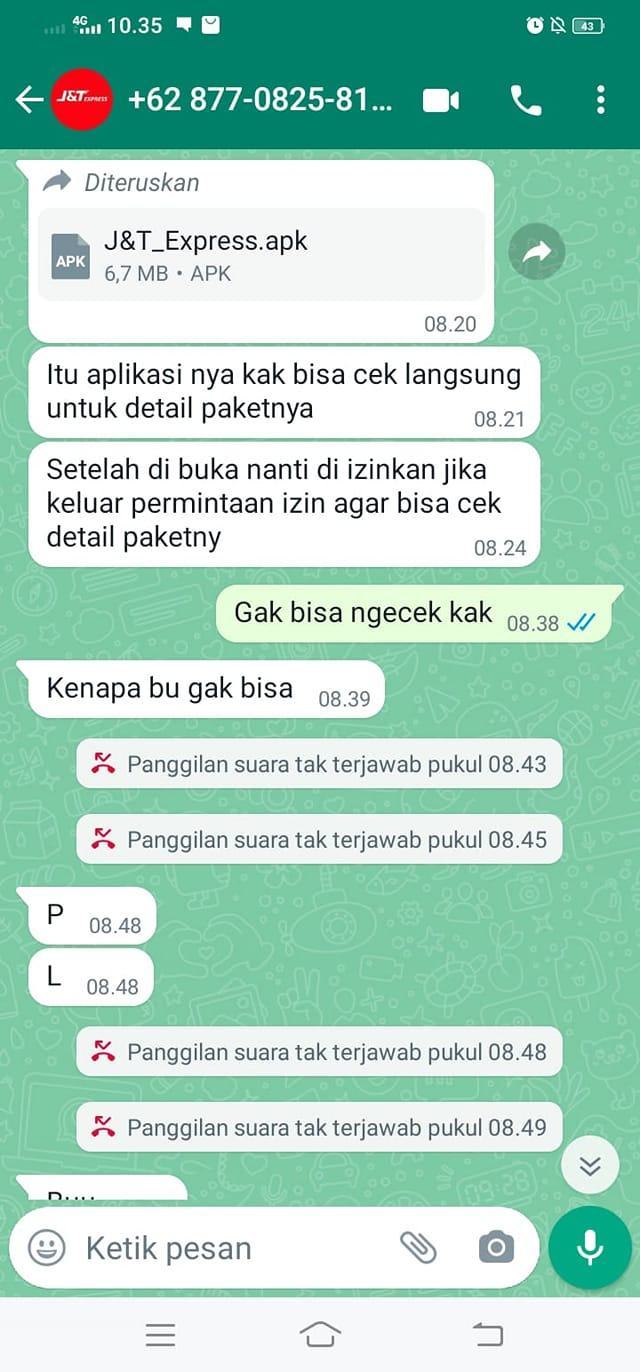 4G 10.35 43
J&T EXPRESS +62 877-0825-81...
Diteruskan
J&T_Express.apk
APK
6,7 MB • APK
08.20
Itu aplikasi nya kak bisa cek langsung
untuk detail paketnya
08.21
Setelah di buka nanti di izinkan jika
keluar permintaan izin agar bisa cek
detail paketny
08.24
Gak bisa ngecek kak 08.38
Kenapa bu gak bisa 08.39
Panggilan suara tak terjawab pukul 08.43
Panggilan suara tak terjawab pukul 08.45
P 08.48
L 08.48
Panggilan suara tak terjawab pukul 08.48
Panggilan suara tak terjawab pukul 08.49
Ketik pesan